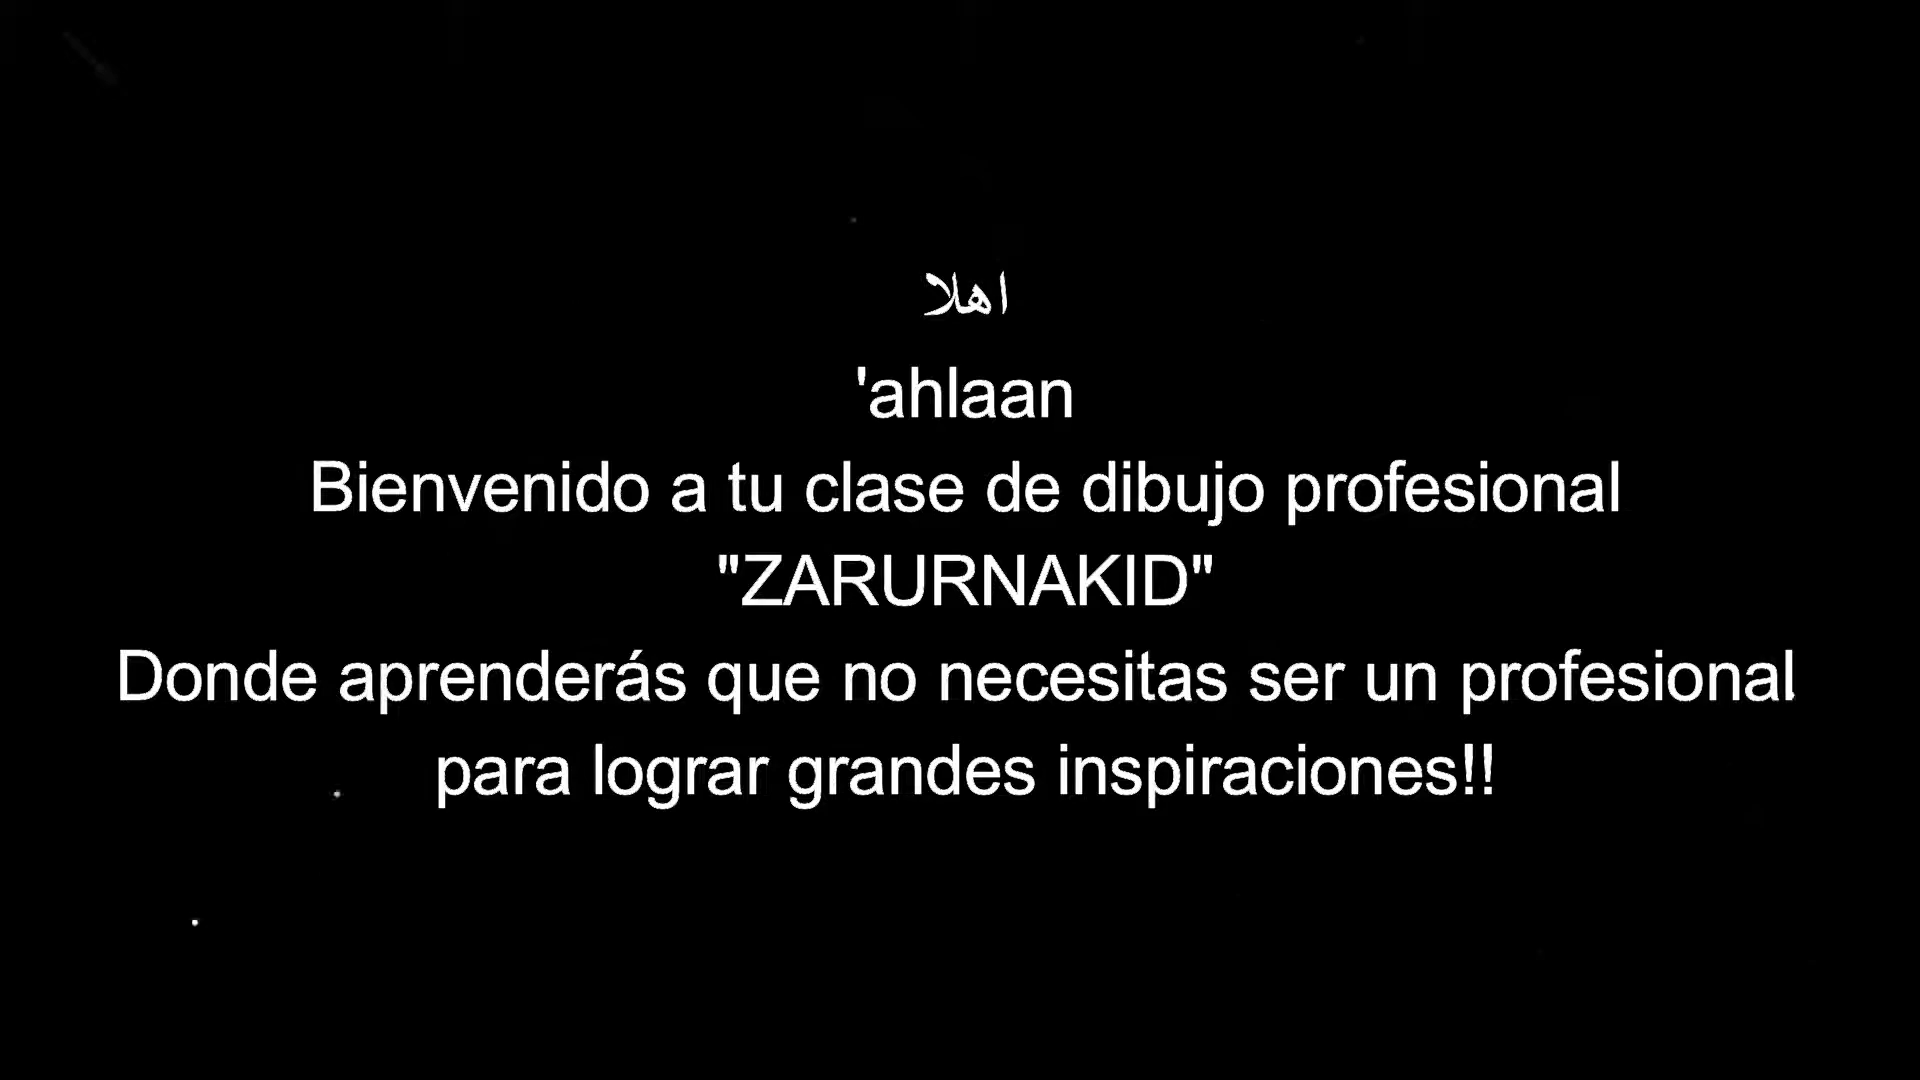 اهلا
'ahlaan
Bienvenido a tu clase de dibujo profesional
"ZARURNAKID"
Donde aprenderás que no necesitas ser un profesional
para lograr grandes inspiraciones!!